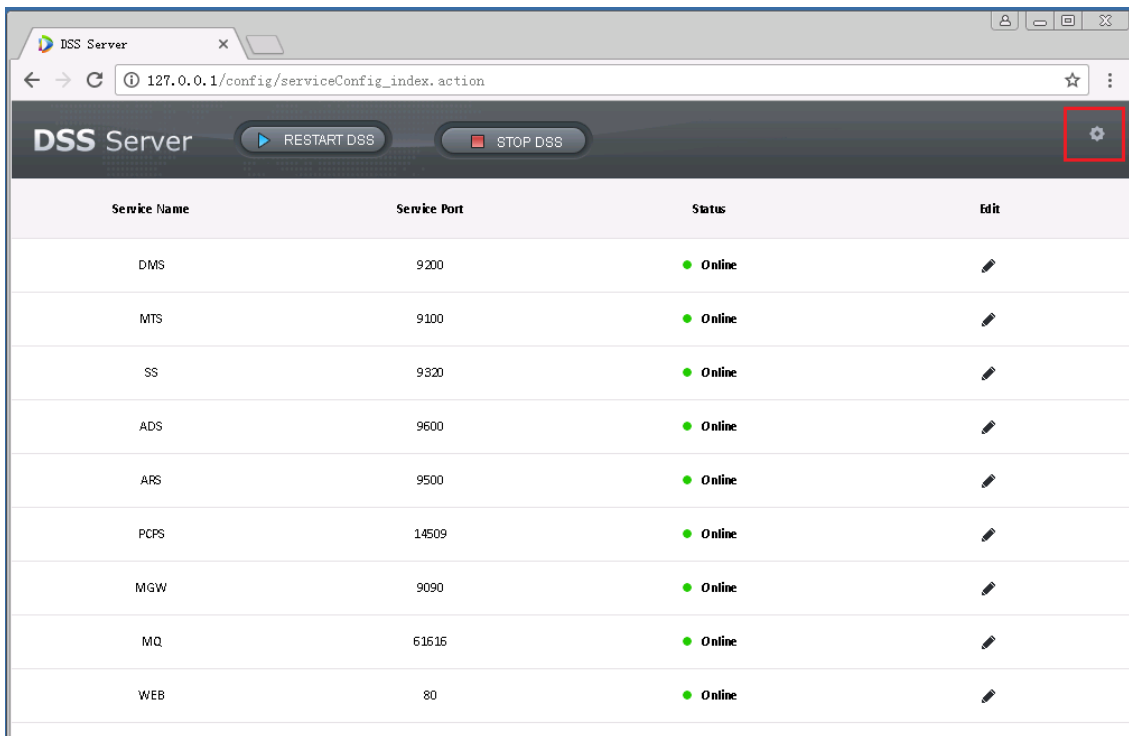 DSS Server
127.0.0.1/config/serviceConfig_index.action
DSS Server RESTART DSS STOP DSS
Service Name Service Port Status Edit
DMS 9200 Online
MTS 9100 Online
SS 9320 Online
ADS 9600 Online
ARS 9500 Online
PCPS 14509 Online
MGW 9090 Online
MQ 61616 Online
WEB 80 Online